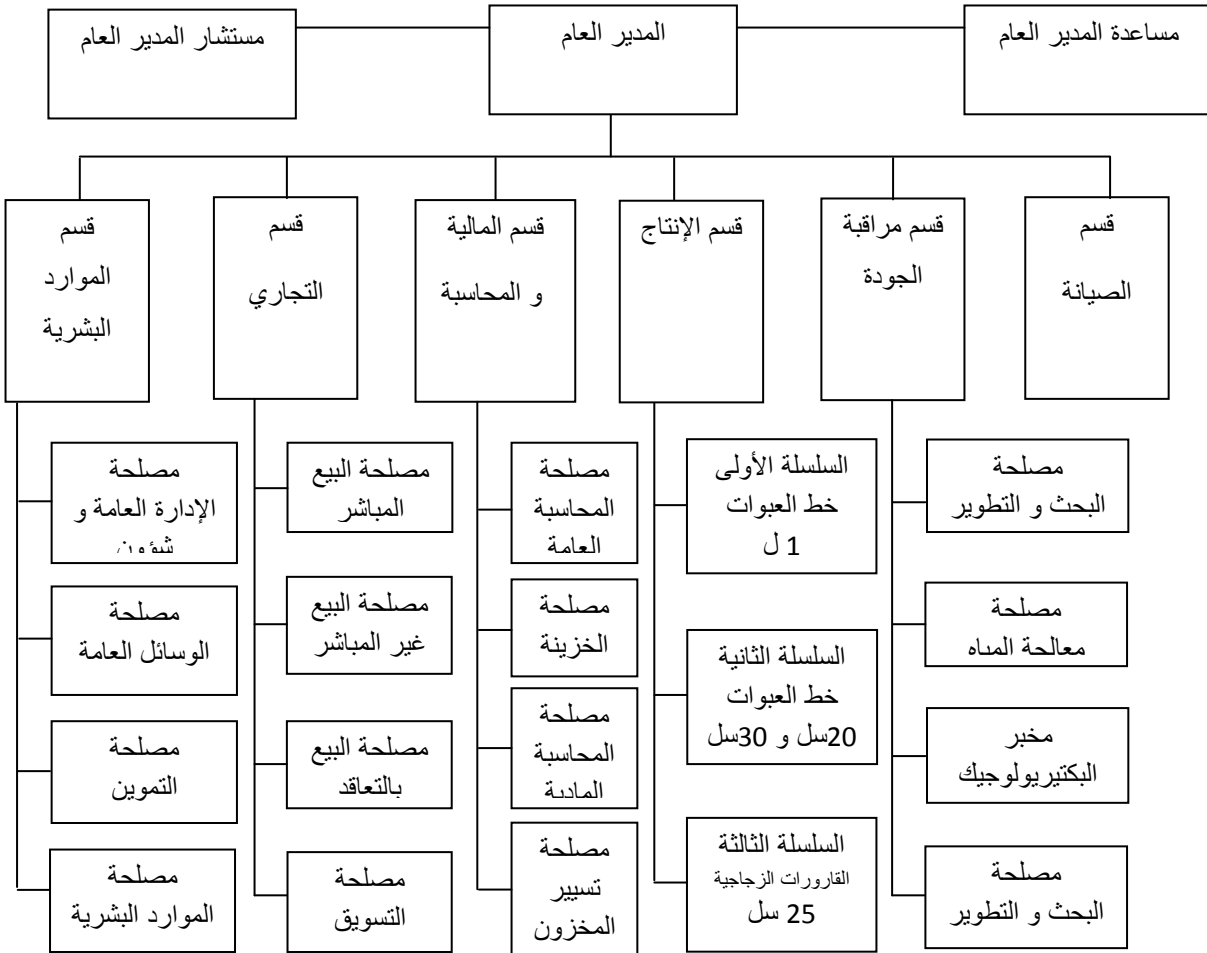 مساعدة المدير العام
المدير العام
مستشار المدير العام
قسم
الصيانة
قسم مراقبة
الجودة
قسم الإنتاج
قسم المالية
و المحاسبة
قسم
التجاري
قسم
الموارد
البشرية
مصلحة
البحث و التطوير
مصلحة
معالجة المياه
مخبر
البكتيريولوجيك
مصلحة
البحث و التطوير
السلسلة الأولى
خط العبوات
1 ل
السلسلة الثانية
خط العبوات
20سل و 30سل
السلسلة الثالثة
القارورات الزجاجية
25 سل
مصلحة
المحاسبة
العامة
مصلحة
الخزينة
مصلحة
المحاسبة
المادية
مصلحة
تسيير
المخزون
مصلحة البيع
المباشر
مصلحة البيع
غير المباشر
مصلحة البيع
بالتعاقد
مصلحة
التسويق
مصلحة
الإدارة العامة و
شؤون
مصلحة
الوسائل العامة
مصلحة
التموين
مصلحة
الموارد البشرية